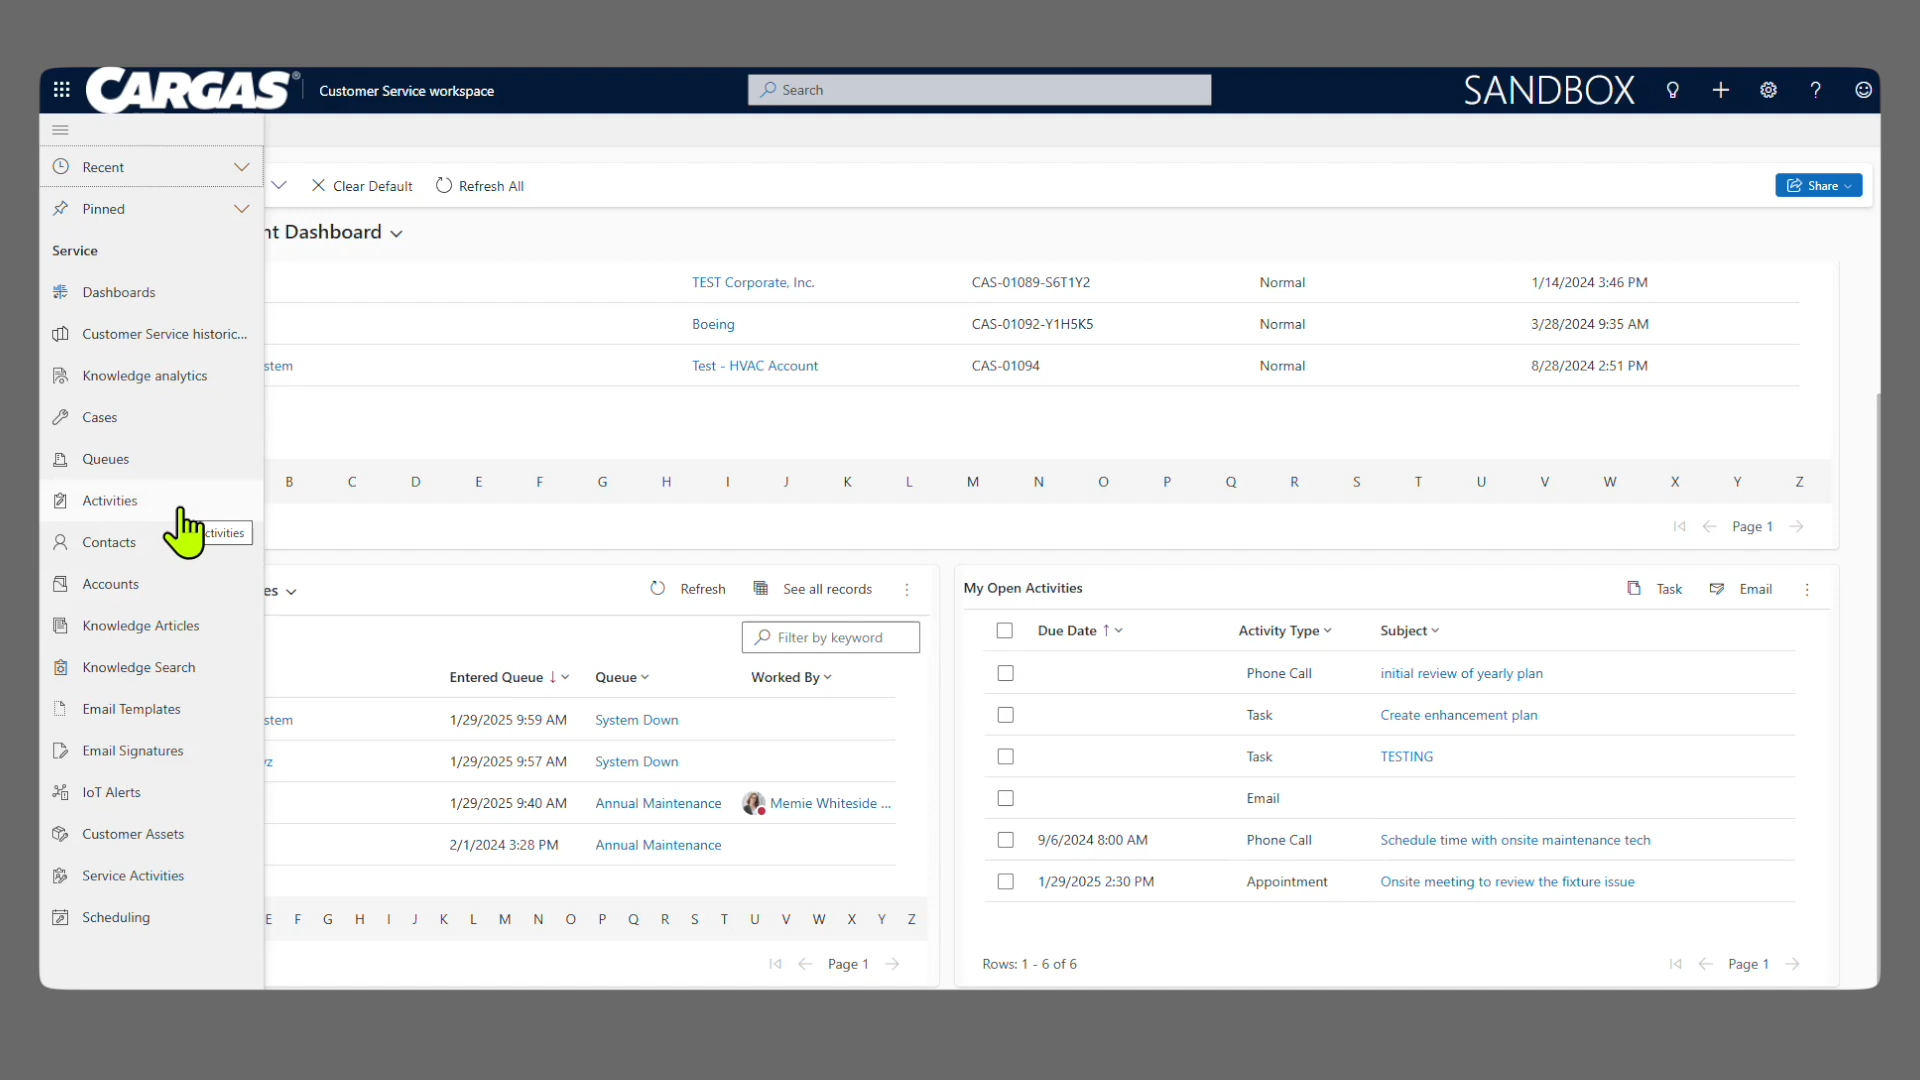 CARGAS® Customer Service workspace Search SANDBOX ?
Recent
Clear Default Refresh All Share
Pinned
nt Dashboard
Service
Dashboards TEST Corporate, Inc. CAS-01089-S6T1Y2 Normal 1/14/2024 3:46 PM
Customer Service historic... Boeing CAS-01092-Y1H5K5 Normal 3/28/2024 9:35 AM
Knowledge analytics stem Test - HVAC Account CAS-01094 Normal 8/28/2024 2:51 PM
Cases
Queues
B C D E F G H I J K L M N O P Q R S T U V W X Y Z
Activities
ctivities Page 1
Contacts
Accounts es Refresh See all records My Open Activities Task Email
Knowledge Articles Filter by keyword Due Date ↑ Activity Type Subject
Knowledge Search Entered Queue ↓ Queue Worked By Phone Call initial review of yearly plan
Email Templates stem 1/29/2025 9:59 AM System Down Task Create enhancement plan
Email Signatures yz 1/29/2025 9:57 AM System Down Task TESTING
IoT Alerts 1/29/2025 9:40 AM Annual Maintenance Memie Whiteside ... Email
Customer Assets 2/1/2024 3:28 PM Annual Maintenance 9/6/2024 8:00 AM Phone Call Schedule time with onsite maintenance tech
Service Activities 1/29/2025 2:30 PM Appointment Onsite meeting to review the fixture issue
Scheduling E F G H I J K L M N O P Q R S T U V W X Y Z
Page 1 Rows: 1 - 6 of 6 Page 1